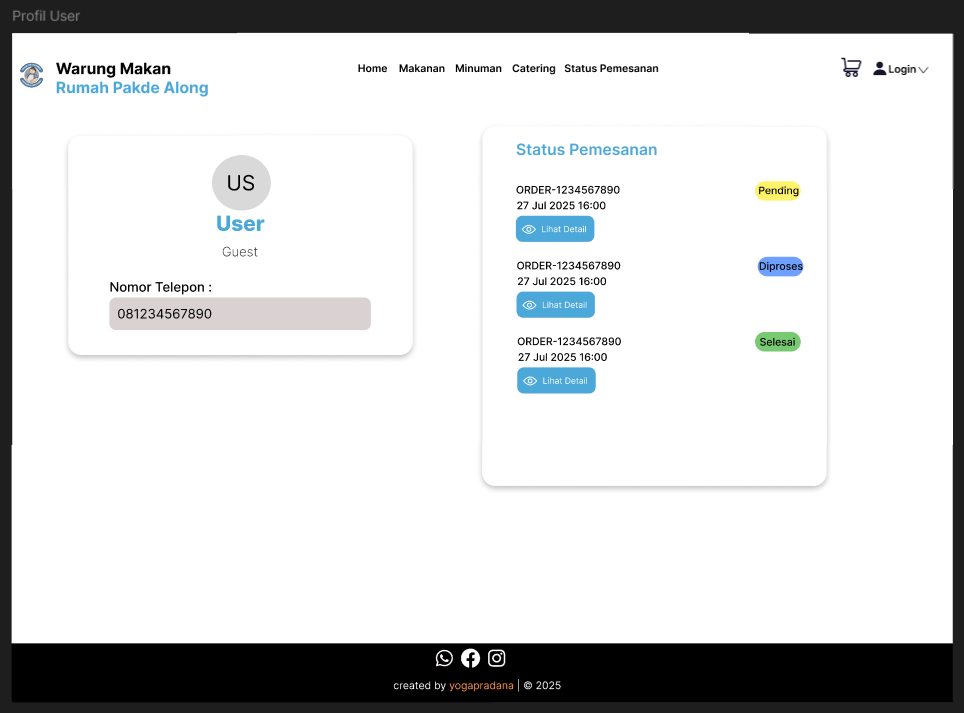 Profil User
Warung Makan
Rumah Pakde Along
Home Makanan Minuman Catering Status Pemesanan
Login
US
User
Guest
Nomor Telepon :
081234567890
Status Pemesanan
ORDER-1234567890
Pending
27 Jul 2025 16:00
Lihat Detail
ORDER-1234567890
Diproses
27 Jul 2025 16:00
Lihat Detail
ORDER-1234567890
Selesai
27 Jul 2025 16:00
Lihat Detail
created by yogapradana | © 2025